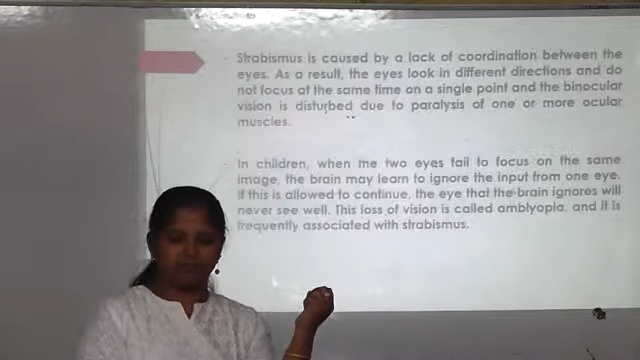 Strabismus is caused by a lack of coordination between the
eyes. As a result, the eyes look in different directions and do
not focus at the same time on a single point and the binocular
vision is disturbed due to paralysis of one or more ocular
muscles.
In children, when the two eyes fail to focus on the same
image, the brain may learn to ignore the input from one eye.
If this is allowed to continue, the eye that the brain ignores will
never see well. This loss of vision is called amblyopia, and it is
frequently associated with strabismus.